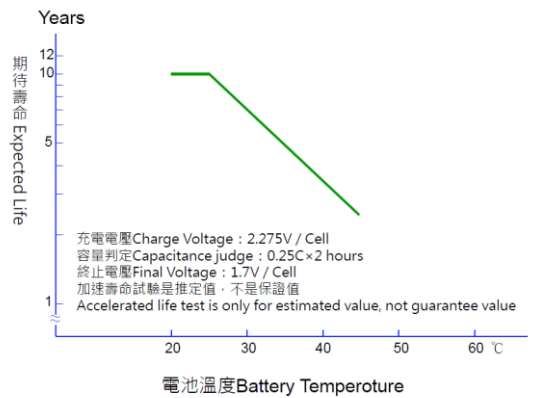 Years
期待壽命 Expected Life
12
10
5
1
充電電壓Charge Voltage：2.275V / Cell
容量判定Capacitance judge：0.25C×2 hours
終止電壓Final Voltage：1.7V / Cell
加速壽命試驗是推定值，不是保證值
Accelerated life test is only for estimated value, not guarantee value
20 30 40 50 60 ℃
電池溫度Battery Temperoture